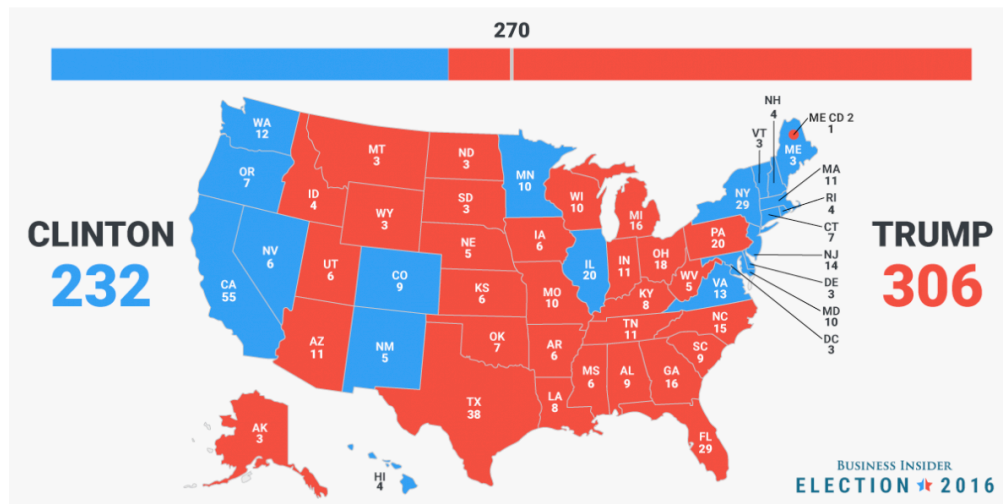 270
NH
4
ME CD 2
1
VT
3
WA
12
MT
3
ND
3
MN
10
ME
3
OR
7
ID
4
SD
3
WI
10
MI
16
NY
29
MA
11
RI
4
CT
7
CLINTON
232
WY
3
IA
6
PA
20
TRUMP
306
NV
6
NE
5
IL
20
IN
11
OH
18
NJ
14
CA
55
UT
6
CO
9
WV
5
VA
13
DE
3
KS
6
MO
10
KY
8
MD
10
NC
15
DC
3
AZ
11
NM
5
OK
7
TN
11
AR
6
SC
9
MS
6
AL
9
GA
16
TX
38
LA
8
AK
3
FL
29
HI
4
BUSINESS INSIDER
ELECTION 2016